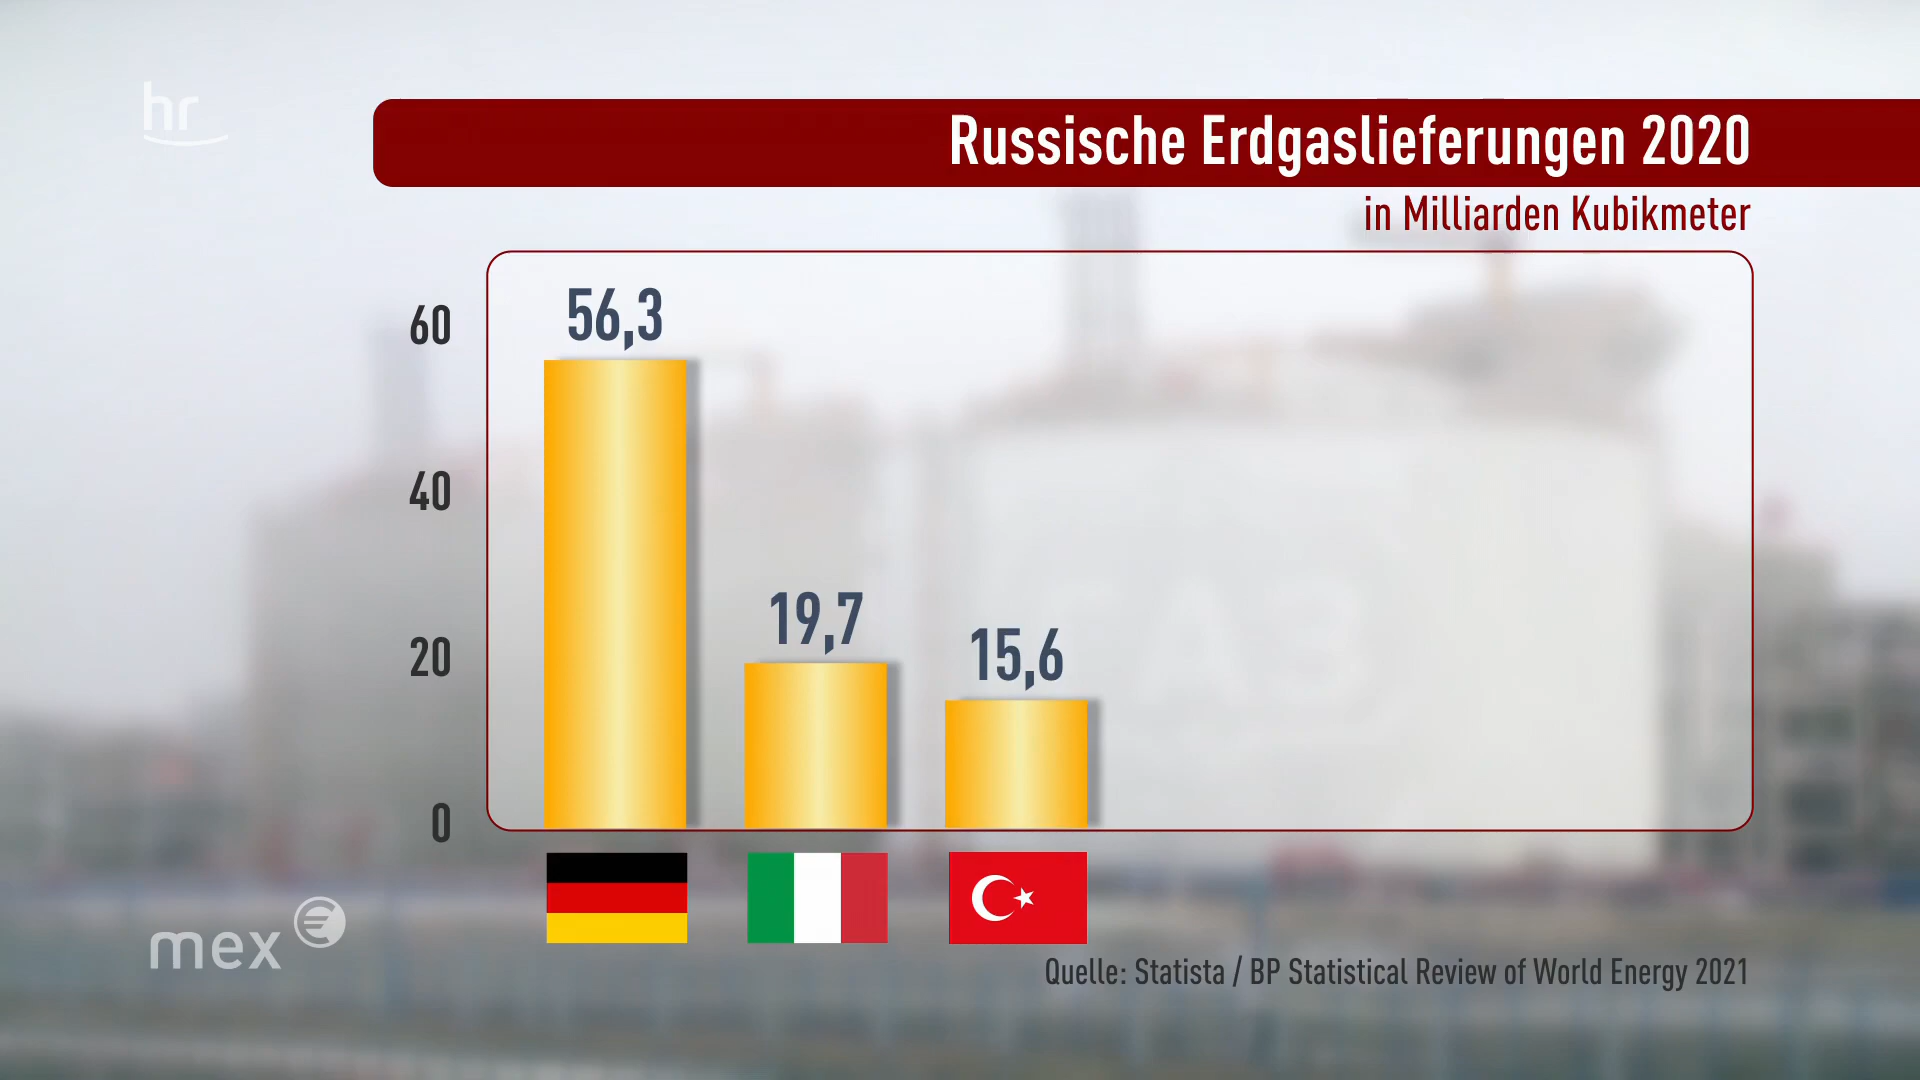 hr
Russische Erdgaslieferungen 2020
in Milliarden Kubikmeter
60
40
20
0
56,3
19,7
15,6
A3
mex
Quelle: Statista / BP Statistical Review of World Energy 2021